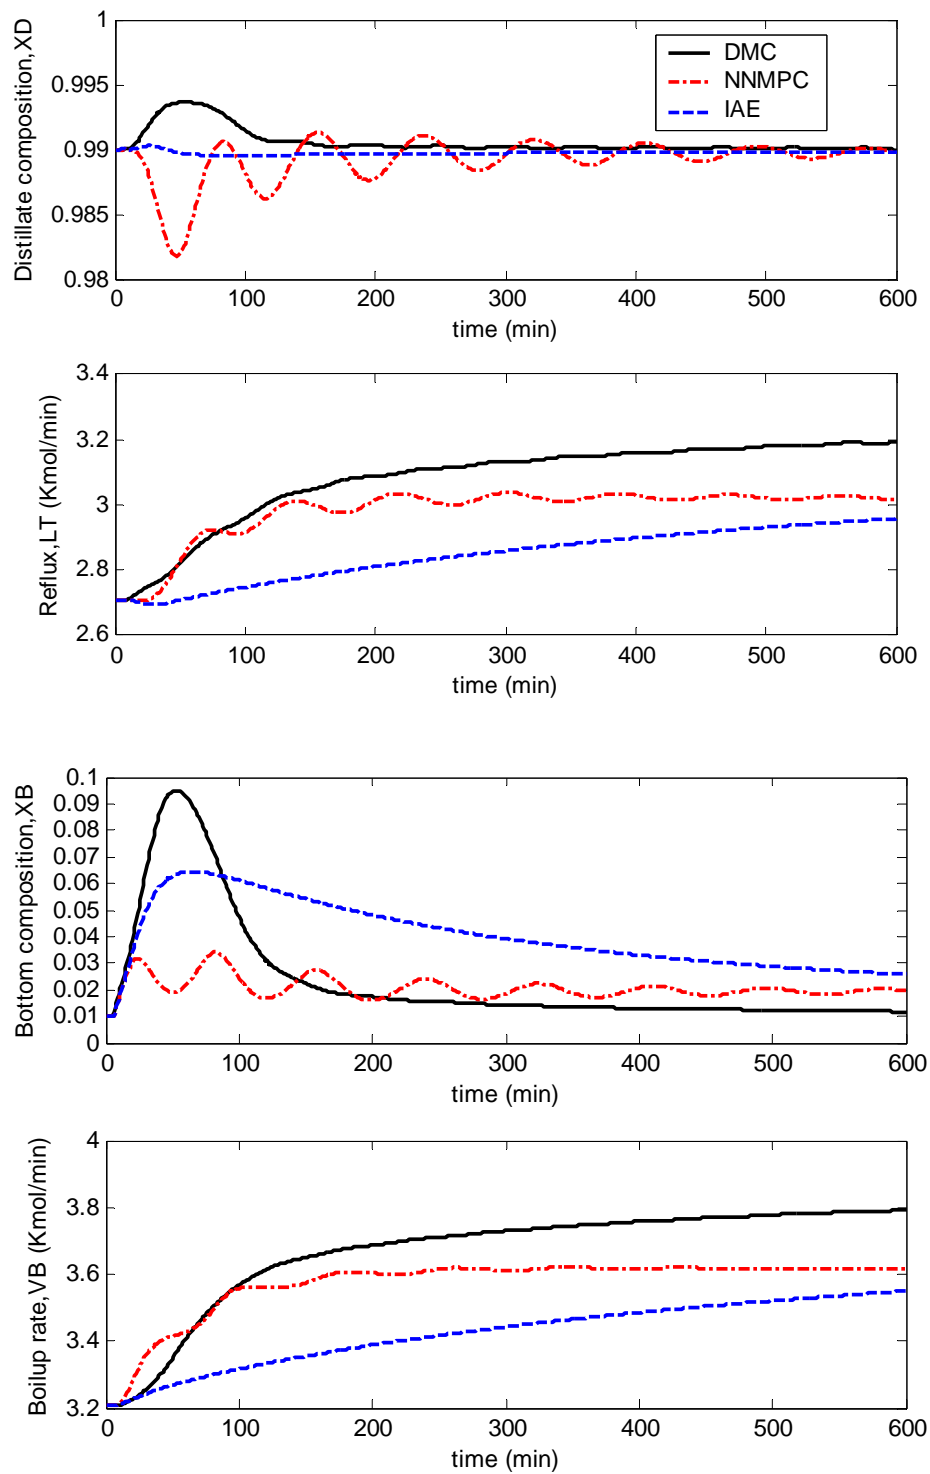 1
0.995
0.99
0.985
0.98
Distillate composition,XD
DMC
NNMPC
IAE
0 100 200 300 400 500 600
time (min)
3.4
3.2
3
2.8
2.6
Reflux,LT (Kmol/min)
0 100 200 300 400 500 600
time (min)
0.1
0.09
0.08
0.07
0.06
0.05
0.04
0.03
0.02
0.01
0
Bottom composition,XB
0 100 200 300 400 500 600
time (min)
4
3.8
3.6
3.4
3.2
Boilup rate,VB (Kmol/min)
0 100 200 300 400 500 600
time (min)